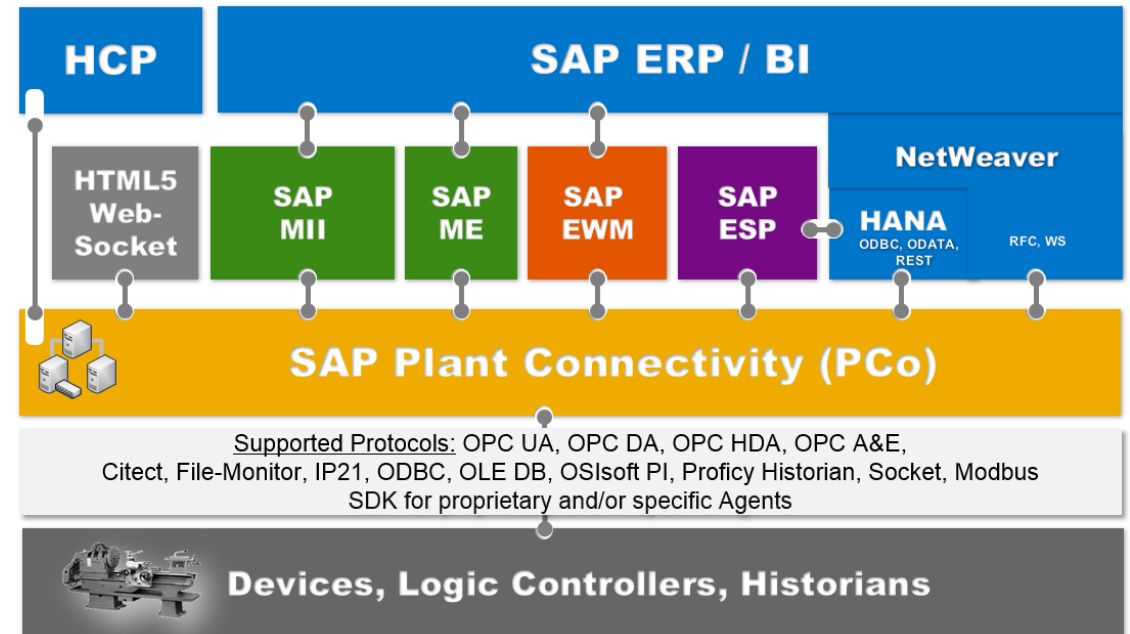 HCP
SAP ERP / BI
HTML5
Web-
Socket
SAP
MII
SAP
ME
SAP
EWM
SAP
ESP
NetWeaver
HANA
ODBC, ODATA,
REST
RFC, WS
SAP Plant Connectivity (PCo)
Supported Protocols: OPC UA, OPC DA, OPC HDA, OPC A&E,
Citect, File-Monitor, IP21, ODBC, OLE DB, OSIsoft PI, Proficy Historian, Socket, Modbus
SDK for proprietary and/or specific Agents
Devices, Logic Controllers, Historians